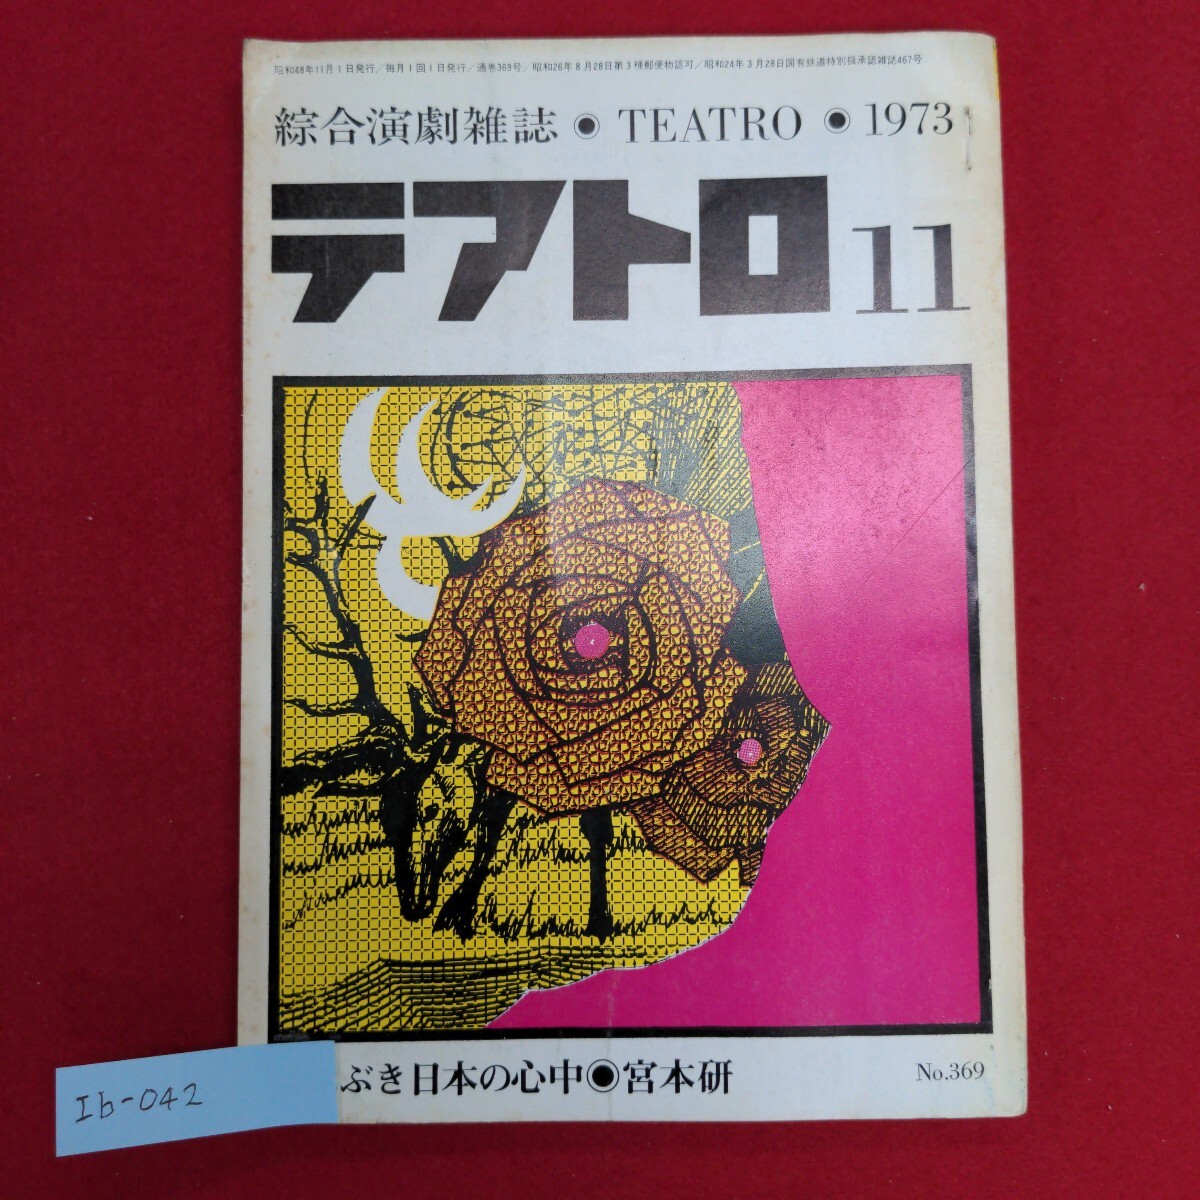 昭和48年11月1日発行／毎月1回1日発行／通巻369号／昭和26年8月28日第3種郵便物認可／昭和24年3月28日国有鉄道特別扱承認雑誌467号
綜合演劇雑誌◉TEATRO◉1973
テアトロ11
ぶき日本の心中◉宮本研
No.369
Ib-042